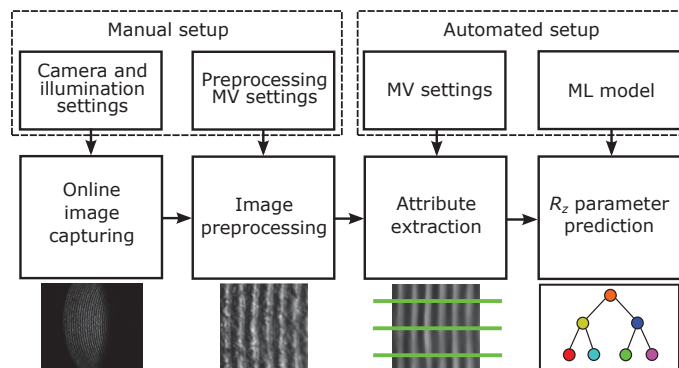 Manual setup
Automated setup
Camera and
illumination
settings
Preprocessing
MV settings
MV settings
ML model
Online
image
capturing
Image
preprocessing
Attribute
extraction
Rz parameter
prediction